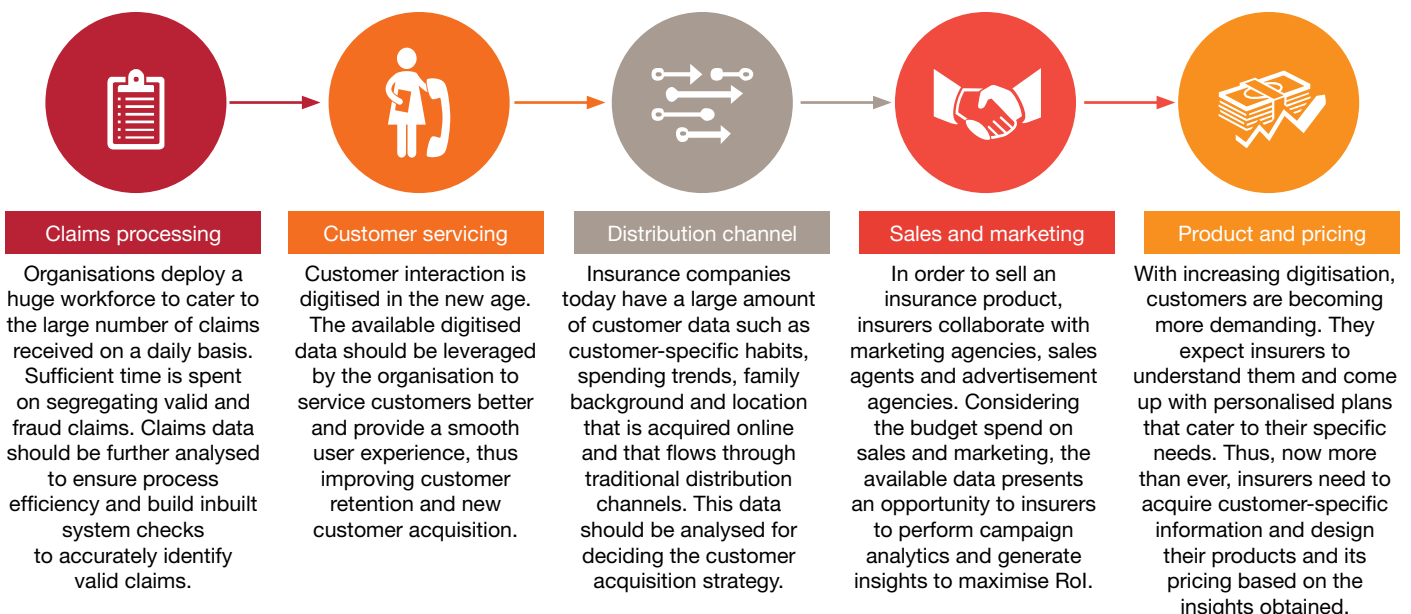 Claims processing
Organisations deploy a
huge workforce to cater to
the large number of claims
received on a daily basis.
Sufficient time is spent
on segregating valid and
fraud claims. Claims data
should be further analysed
to ensure process
efficiency and build inbuilt
system checks
to accurately identify
valid claims.
Customer servicing
Customer interaction is
digitised in the new age.
The available digitised
data should be leveraged
by the organisation to
service customers better
and provide a smooth
user experience, thus
improving customer
retention and new
customer acquisition.
Distribution channel
Insurance companies
today have a large amount
of customer data such as
customer-specific habits,
spending trends, family
background and location
that is acquired online
and that flows through
traditional distribution
channels. This data
should be analysed for
deciding the customer
acquisition strategy.
Sales and marketing
In order to sell an
insurance product,
insurers collaborate with
marketing agencies, sales
agents and advertisement
agencies. Considering
the budget spend on
sales and marketing, the
available data presents
an opportunity to insurers
to perform campaign
analytics and generate
insights to maximise RoI.
Product and pricing
With increasing digitisation,
customers are becoming
more demanding. They
expect insurers to
understand them and come
up with personalised plans
that cater to their specific
needs. Thus, now more
than ever, insurers need to
acquire customer-specific
information and design
their products and its
pricing based on the
insights obtained.